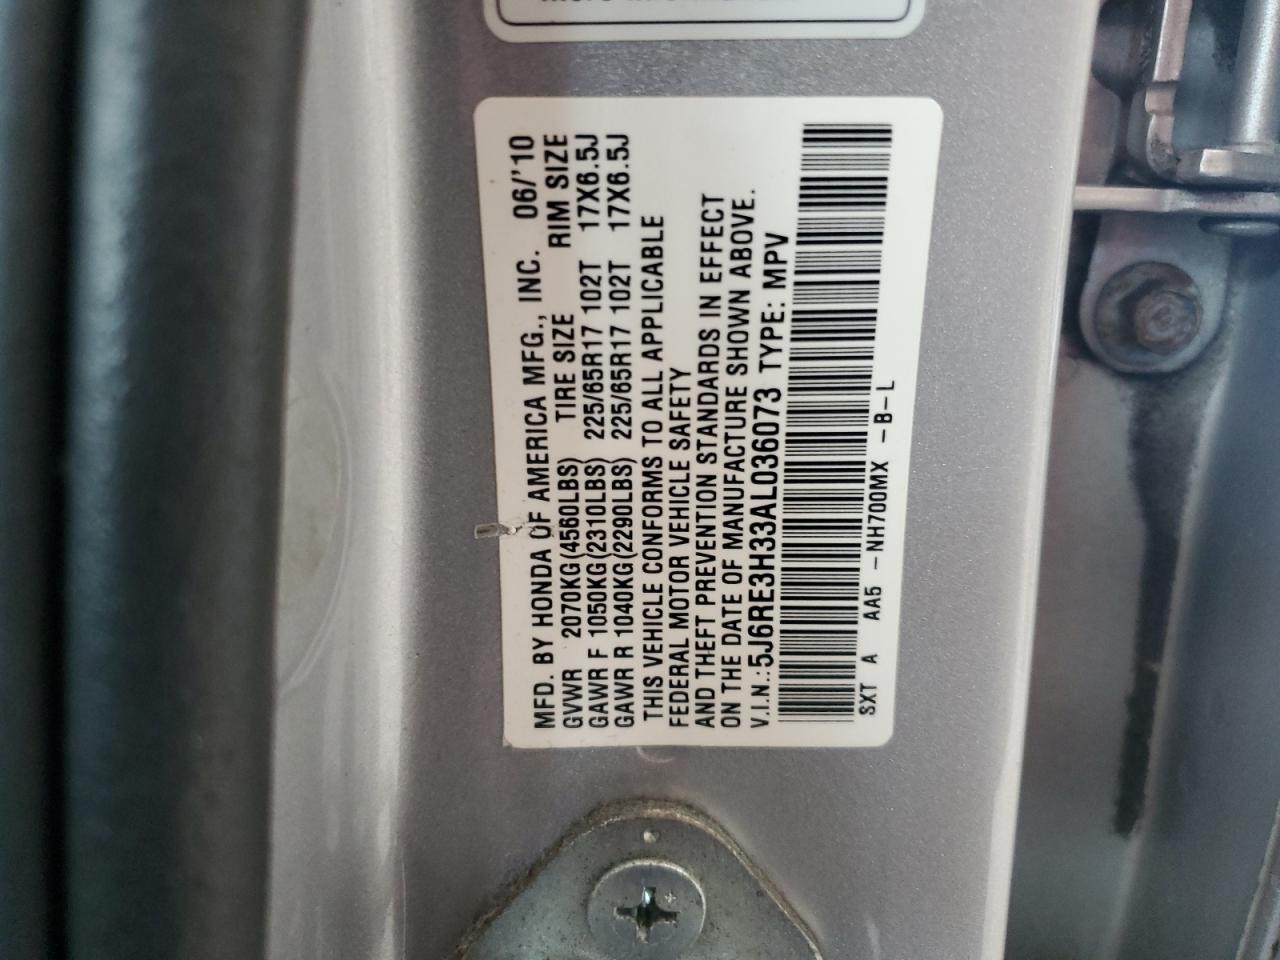 MFD. BY HONDA OF AMERICA MFG., INC. 06/'10
GVWR 2070KG(4560LBS) TIRE SIZE RIM SIZE
GAWR F 1050KG(2310LBS) 225/65R17 102T 17X6.5J
GAWR R 1040KG(2290LBS) 225/65R17 102T 17X6.5J
THIS VEHICLE CONFORMS TO ALL APPLICABLE
FEDERAL MOTOR VEHICLE SAFETY
AND THEFT PREVENTION STANDARDS IN EFFECT
ON THE DATE OF MANUFACTURE SHOWN ABOVE.
V.I.N.:5J6RE3H33AL036073 TYPE: MPV
SXT A AA5 -NH700MX -B-L